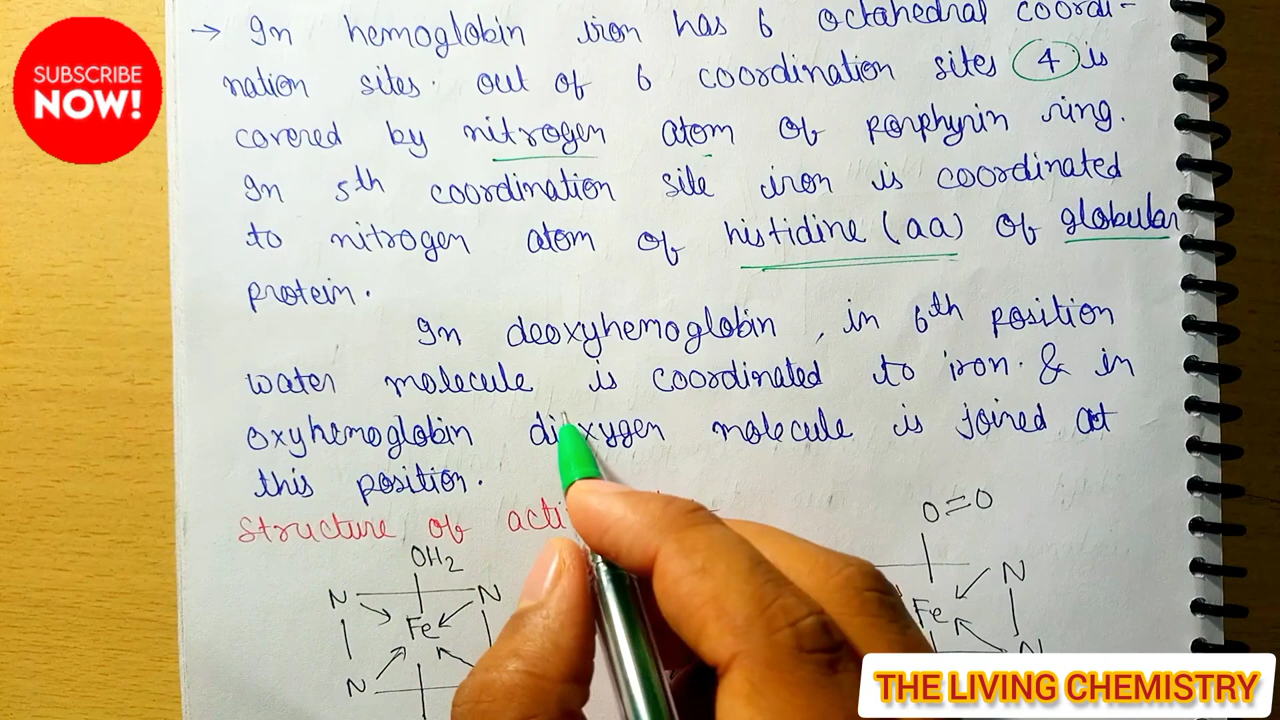 SUBSCRIBE
NOW!
→ In hemoglobin iron has 6 octahedral coordi-
nation sites. out of 6 coordination sites 4 is
covered by nitrogen atom of porphyrin ring.
In 5th coordination site iron is coordinated
to nitrogen atom of histidine (aa) of globular
protein.
In deoxyhemoglobin, in 6th position
water molecule is coordinated to iron. & in
oxyhemoglobin dioxygen molecule is joined at
this position.
Structure of acti
O=O
OH2
N N N
Fe Fe
N N
THE LIVING CHEMISTRY